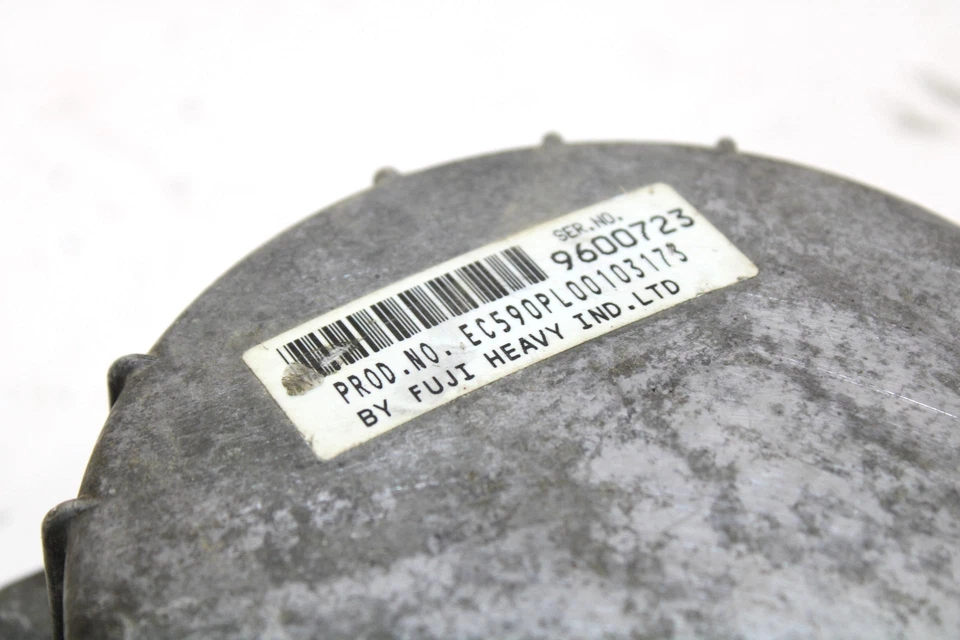 SER.NO.
9600723
PROD.NO. EC590PL00103173
BY FUJI HEAVY IND.LTD